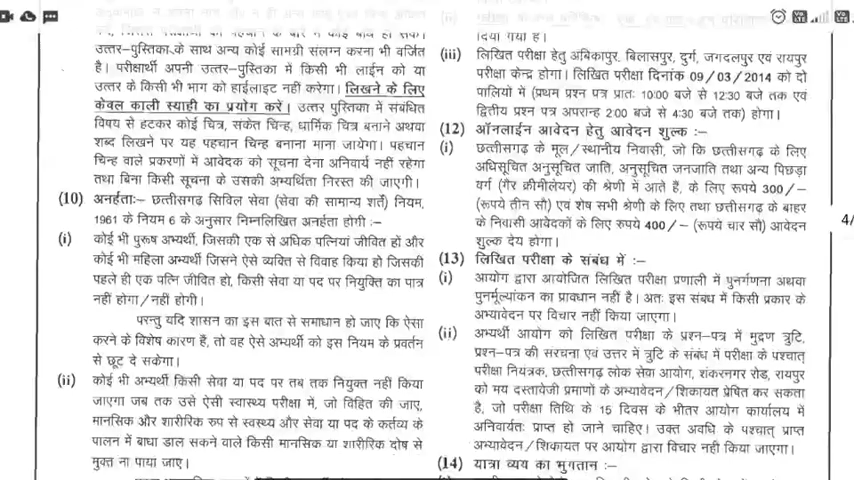 उत्तर-पुस्तिका के साथ अन्य कोई सामग्री संलग्न करना भी वर्जित
है। परीक्षार्थी अपनी उत्तर-पुस्तिका में किसी भी लाईन को या
उत्तर के किसी भी भाग को हाईलाइट नहीं करेगा। लिखने के लिए
केवल काली स्याही का प्रयोग करें। उत्तर पुस्तिका में संबंधित
विषय से हटकर कोई चित्र, संकेत चिन्ह, धार्मिक चित्र बनाने अथवा
शब्द लिखने पर यह पहचान चिन्ह बनाना माना जायेगा। पहचान
चिन्ह वाले प्रकरणों में आवेदक को सूचना देना अनिवार्य नहीं रहेगा
तथा बिना किसी सूचना के उसकी अभ्यर्थिता निरस्त की जाएगी।
(10) अनर्हताः– छत्तीसगढ़ सिविल सेवा (सेवा की सामान्य शर्तें) नियम,
1961 के नियम 6 के अनुसार निम्नलिखित अनर्हता होगी :–
(i) कोई भी पुरूष अभ्यर्थी, जिसकी एक से अधिक पत्नियां जीवित हों और
कोई भी महिला अभ्यर्थी जिसने ऐसे व्यक्ति से विवाह किया हो जिसकी
पहले ही एक पत्नि जीवित हो, किसी सेवा या पद पर नियुक्ति का पात्र
नहीं होगा/नहीं होगी।
परन्तु यदि शासन का इस बात से समाधान हो जाए कि ऐसा
करने के विशेष कारण हैं, तो वह ऐसे अभ्यर्थी को इस नियम के प्रवर्तन
से छूट दे सकेगा।
(ii) कोई भी अभ्यर्थी किसी सेवा या पद पर तब तक नियुक्त नहीं किया
जाएगा जब तक उसे ऐसी स्वास्थ्य परीक्षा में, जो विहित की जाए,
मानसिक और शारीरिक रुप से स्वस्थ्य और सेवा या पद के कर्तव्य के
पालन में बाधा डाल सकने वाले किसी मानसिक या शारीरिक दोष से
मुक्त ना पाया जाए।
दिया गया है।
(iii) लिखित परीक्षा हेतु अंबिकापुर, बिलासपुर, दुर्ग, जगदलपुर एवं रायपुर
परीक्षा केन्द्र होगा। लिखित परीक्षा दिनांक 09/03/2014 को दो
पालियों में (प्रथम प्रश्न पत्र प्रातः 10:00 बजे से 12:30 बजे तक एवं
द्वितीय प्रश्न पत्र अपरान्ह 2:00 बजे से 4:30 बजे तक) होगा।
(12) ऑनलाईन आवेदन हेतु आवेदन शुल्क :–
(i) छत्तीसगढ़ के मूल/स्थानीय निवासी, जो कि छत्तीसगढ़ के लिए
अधिसूचित अनुसूचित जाति, अनुसूचित जनजाति तथा अन्य पिछड़ा
वर्ग (गैर क्रीमीलेयर) की श्रेणी में आते हैं, के लिए रूपये 300/–
(रूपये तीन सौ) एवं शेष सभी श्रेणी के लिए तथा छत्तीसगढ़ के बाहर
के निवासी आवेदकों के लिए रुपये 400/– (रूपये चार सौ) आवेदन
शुल्क देय होगा।
(13) लिखित परीक्षा के संबंध में :–
(i) आयोग द्वारा आयोजित लिखित परीक्षा प्रणाली में पुनर्गणना अथवा
पुनर्मूल्यांकन का प्रावधान नहीं है। अतः इस संबंध में किसी प्रकार के
अभ्यावेदन पर विचार नहीं किया जाएगा।
(ii) अभ्यर्थी आयोग को लिखित परीक्षा के प्रश्न-पत्र में मुद्रण त्रुटि,
प्रश्न-पत्र की संरचना एवं उत्तर में त्रुटि के संबंध में परीक्षा के पश्चात्
परीक्षा नियंत्रक, छत्तीसगढ़ लोक सेवा आयोग, शंकरनगर रोड, रायपुर
को मय दस्तावेजी प्रमाणों के अभ्यावेदन/शिकायत प्रेषित कर सकता
है, जो परीक्षा तिथि के 15 दिवस के भीतर आयोग कार्यालय में
अनिवार्यतः प्राप्त हो जाने चाहिए। उक्त अवधि के पश्चात् प्राप्त
अभ्यावेदन/शिकायत पर आयोग द्वारा विचार नही किया जाएगा।
(14) यात्रा व्यय का भुगतान :–
4/